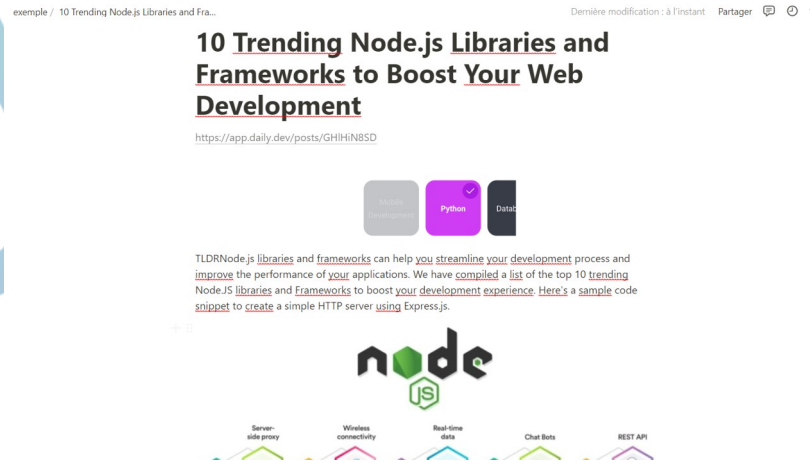 exemple / 10 Trending Node.js Libraries and Fra...
Dernière modification : à l'instant Partager
10 Trending Node.js Libraries and
Frameworks to Boost Your Web
Development
https://app.daily.dev/posts/GHIHiN8SD
Mobile
Development
Python
Datab
TLDRNode.js libraries and frameworks can help you streamline your development process and
improve the performance of your applications. We have compiled a list of the top 10 trending
Node.JS libraries and Frameworks to boost your development experience. Here's a sample code
snippet to create a simple HTTP server using Express.js.
node
JS
Server-
side proxy
Wireless
connectivity
Real-time
data
Chat Bots
REST API